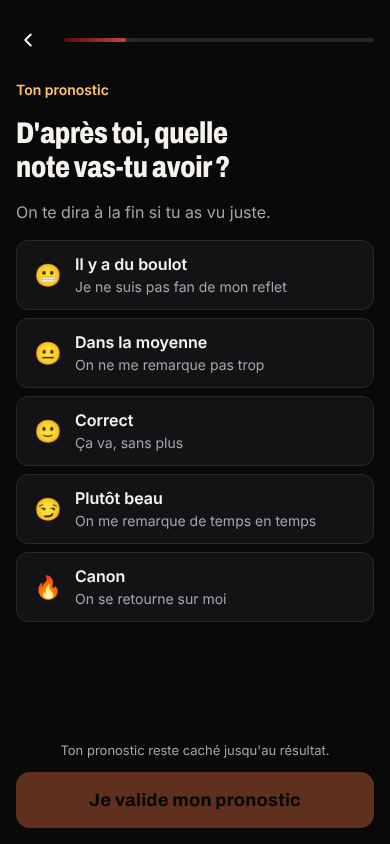 Ton pronostic
D'après toi, quelle
note vas-tu avoir ?
On te dira à la fin si tu as vu juste.
Il y a du boulot
Je ne suis pas fan de mon reflet
Dans la moyenne
On ne me remarque pas trop
Correct
Ça va, sans plus
Plutôt beau
On me remarque de temps en temps
Canon
On se retourne sur moi
Ton pronostic reste caché jusqu'au résultat.
Je valide mon pronostic